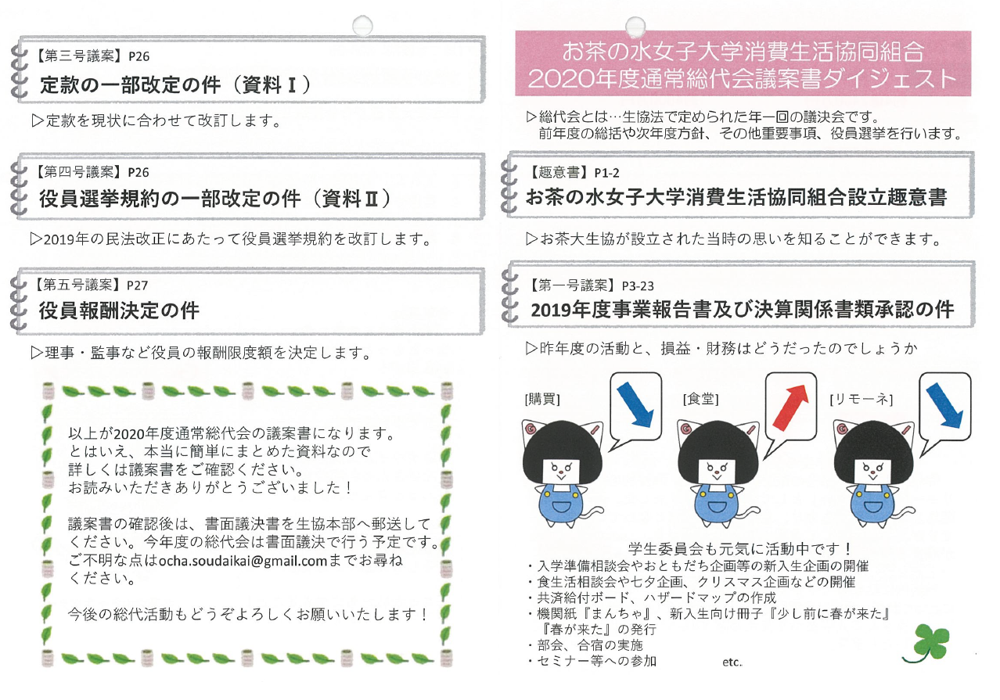 お茶の水女子大学消費生活協同組合
2020年度通常総代会議案書ダイジェスト
▷総代会とは…生協法で定められた年一回の議決会です。
前年度の総括や次年度方針、その他重要事項、役員選挙を行います。
【趣意書】P1-2
お茶の水女子大学消費生活協同組合設立趣意書
▷お茶大生協が設立された当時の思いを知ることができます。
【第一号議案】P3-23
2019年度事業報告書及び決算関係書類承認の件
▷昨年度の活動と、損益・財務はどうだったのでしょうか
[購買]
[食堂]
[リモーネ]
学生委員会も元気に活動中です！
・入学準備相談会やおともだち企画等の新入生企画の開催
・食生活相談会や七夕企画、クリスマス企画などの開催
・共済給付ボード、ハザードマップの作成
・機関紙『まんちゃ』、新入生向け冊子『少し前に春が来た』
『春が来た』の発行
・部会、合宿の実施
・セミナー等への参加 etc.
【第三号議案】P26
定款の一部改定の件（資料Ⅰ）
▷定款を現状に合わせて改訂します。
【第四号議案】P26
役員選挙規約の一部改定の件（資料Ⅱ）
▷2019年の民法改正にあたって役員選挙規約を改訂します。
【第五号議案】P27
役員報酬決定の件
▷理事・監事など役員の報酬限度額を決定します。
以上が2020年度通常総代会の議案書になります。
とはいえ、本当に簡単にまとめた資料なので
詳しくは議案書をご確認ください。
お読みいただきありがとうございました！
議案書の確認後は、書面議決書を生協本部へ郵送して
ください。今年度の総代会は書面議決で行う予定です。
ご不明な点はocha.soudaikai@gmail.comまでお尋ね
ください。
今後の総代活動もどうぞよろしくお願いいたします！